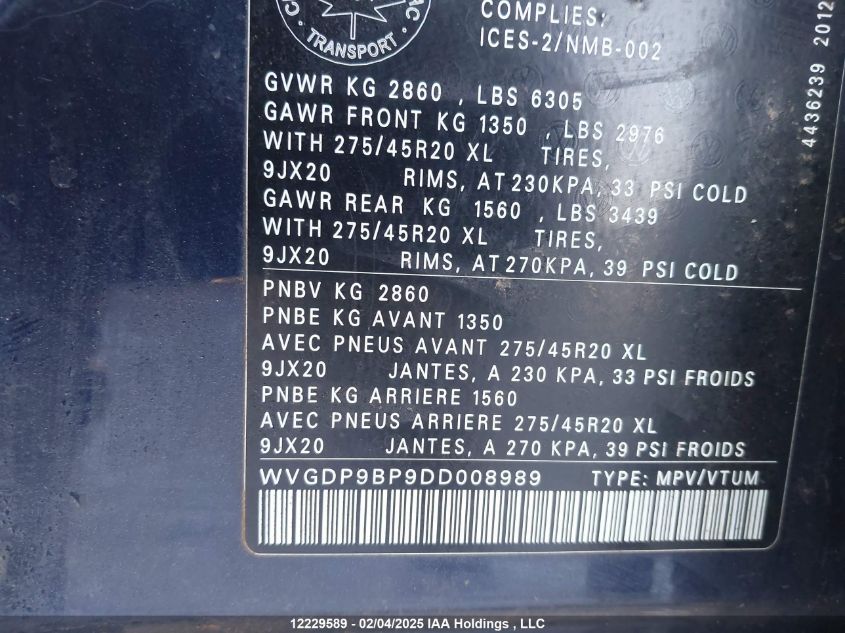 TRANSPORT
COMPLIES:
ICES-2/NMB-002
4436239 2012
GVWR KG 2860 , LBS 6305
GAWR FRONT KG 1350 , LBS 2976
WITH 275/45R20 XL TIRES,
9JX20 RIMS, AT 230KPA, 33 PSI COLD
GAWR REAR KG 1560 , LBS 3439
WITH 275/45R20 XL TIRES,
9JX20 RIMS, AT 270KPA, 39 PSI COLD
PNBV KG 2860
PNBE KG AVANT 1350
AVEC PNEUS AVANT 275/45R20 XL
9JX20 JANTES, A 230 KPA, 33 PSI FROIDS
PNBE KG ARRIERE 1560
AVEC PNEUS ARRIERE 275/45R20 XL
9JX20 JANTES, A 270 KPA, 39 PSI FROIDS
WVGDP9BP9DD008989 TYPE: MPV/VTUM
12229589 - 02/04/2025 IAA Holdings , LLC